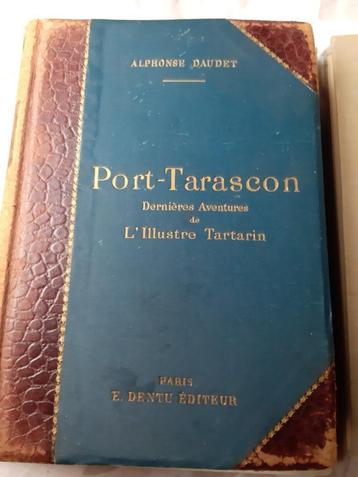 ALPHONSE DAUDET
Port-Tarascon
Dernières Aventures
de
L'Illustre Tartarin
PARIS
E. DENTU ÉDITEUR